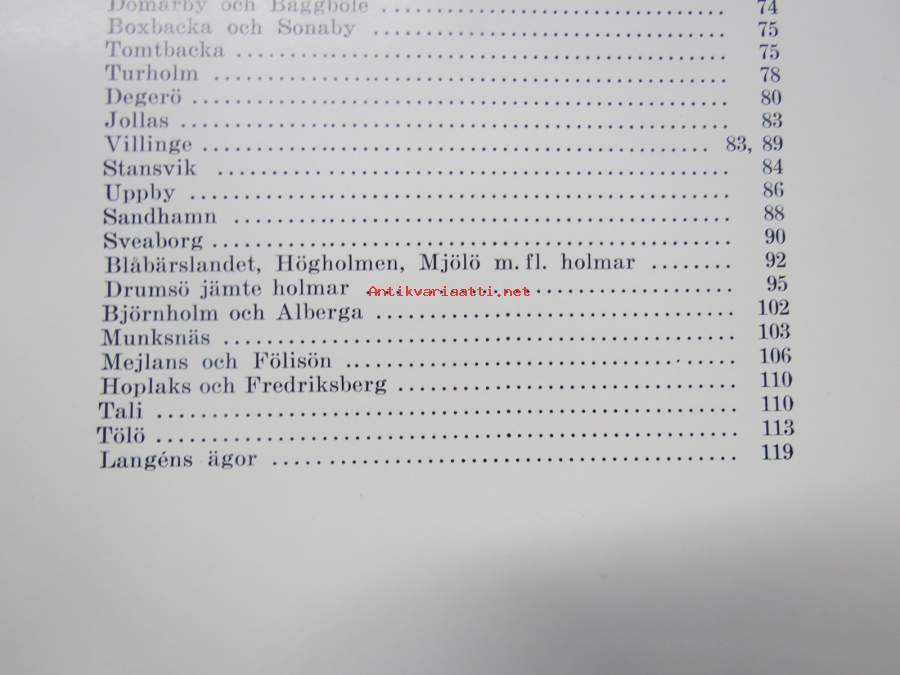 Domarby och Baggböle ........................ 74
Boxbacka och Sonaby ........................ 75
Tomtbacka ........................ 75
Turholm ........................ 78
Degerö ........................ 80
Jollas ........................ 83
Villinge ........................ 83, 89
Stansvik ........................ 84
Uppby ........................ 86
Sandhamn ........................ 88
Sveaborg ........................ 90
Blåbärslandet, Högholmen, Mjölö m. fl. holmar ...... 92
Drumsö jämte holmar ........................ 95
Antikvariaatti.net
Björnholm och Alberga ........................ 102
Munksnäs ........................ 103
Mejlans och Fölisön ........................ 106
Hoplaks och Fredriksberg ........................ 110
Tali ........................ 110
Tölö ........................ 113
Langéns ägor ........................ 119